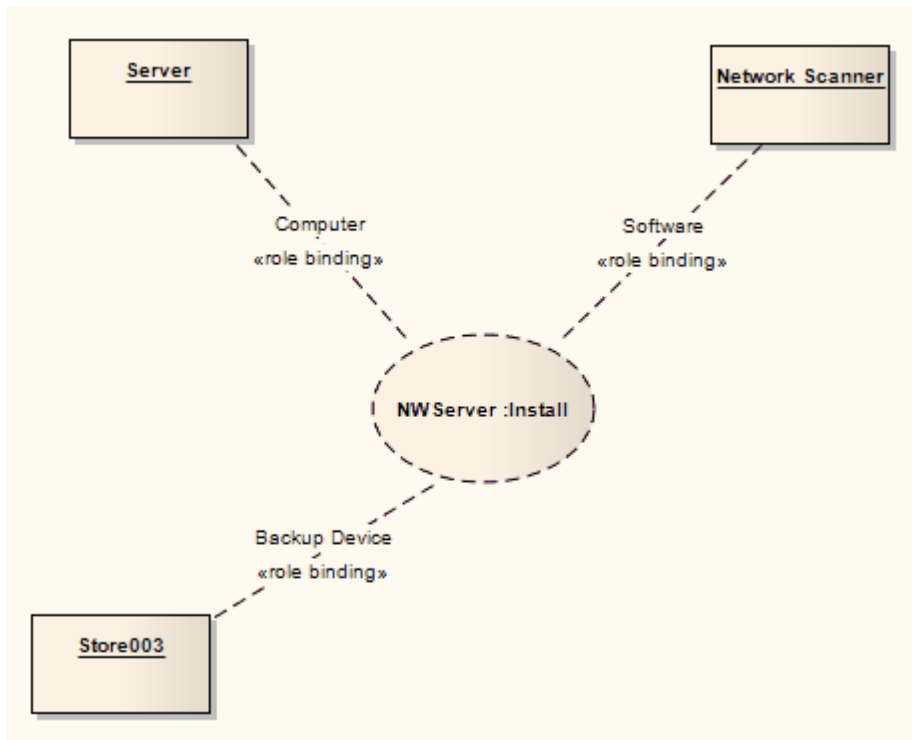 Server
Network Scanner
Computer
«role binding»
Software
«role binding»
NWServer :Install
Backup Device
«role binding»
Store003